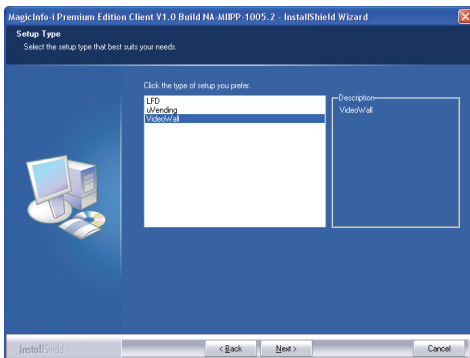 MagicInfo-i Premium Edition Client V1.0 Build NA-MIIPP-1005.2 - InstallShield Wizard
Setup Type
Select the setup type that best suits your needs.
Click the type of setup you prefer.
LFD
uVending
VideoWall
Description
VideoWall
InstallShield
< Back
Next >
Cancel